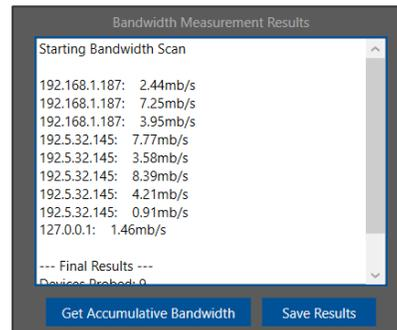 Bandwidth Measurement Results
Starting Bandwidth Scan
192.168.1.187: 2.44mb/s
192.168.1.187: 7.25mb/s
192.168.1.187: 3.95mb/s
192.5.32.145: 7.77mb/s
192.5.32.145: 3.58mb/s
192.5.32.145: 8.39mb/s
192.5.32.145: 4.21mb/s
192.5.32.145: 0.91mb/s
127.0.0.1: 1.46mb/s
--- Final Results ---
Devices Probed: 9
Get Accumulative Bandwidth Save Results